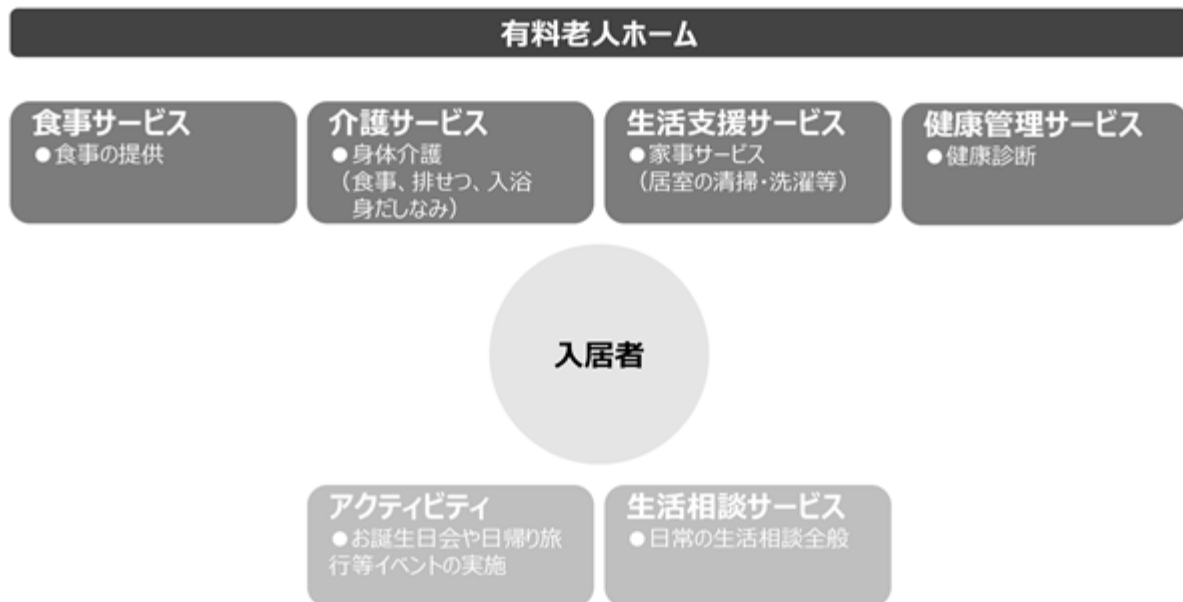 有料老人ホーム
食事サービス
●食事の提供
介護サービス
●身体介護
（食事、排せつ、入浴
身だしなみ）
生活支援サービス
●家事サービス
（居室の清掃・洗濯等）
健康管理サービス
●健康診断
入居者
アクティビティ
●お誕生日会や日帰り旅
行等イベントの実施
生活相談サービス
●日常の生活相談全般